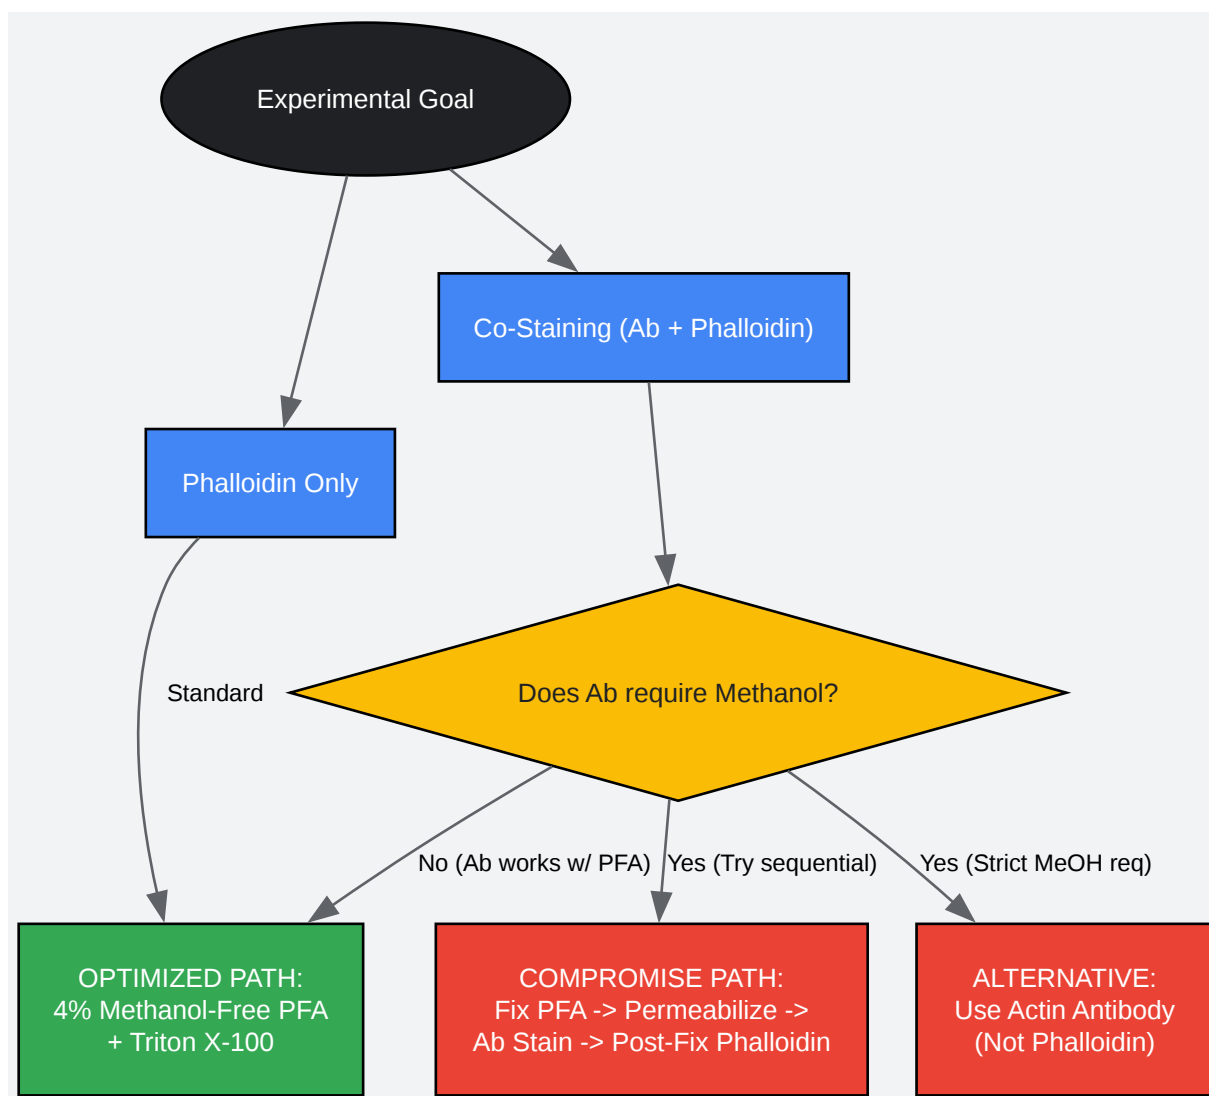 Experimental Goal
Co-Staining (Ab + Phalloidin)
Phalloidin Only
Standard
Does Ab require Methanol?
No (Ab works w/ PFA)
Yes (Try sequential)
Yes (Strict MeOH req)
OPTIMIZED PATH:
4% Methanol-Free PFA
+ Triton X-100
COMPROMISE PATH:
Fix PFA -> Permeabilize ->
Ab Stain -> Post-Fix Phalloidin
ALTERNATIVE:
Use Actin Antibody
(Not Phalloidin)